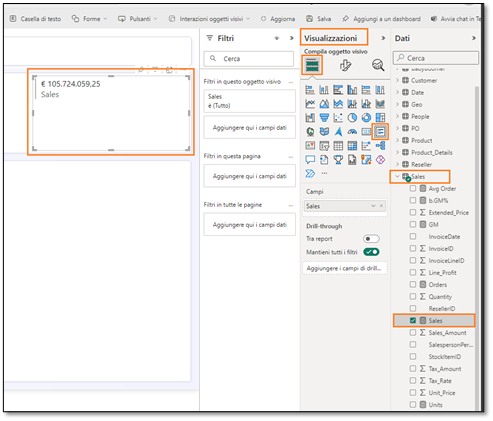 Casella di testo
Forme
Pulsanti
Interazioni oggetti visivi
Aggiorna
Salva
Aggiungi a un dashboard
Avvia chat in Te
€ 105.724.059,25
Sales
Filtri
Cerca
Filtri in questo oggetto visivo
Sales
è (Tutto)
Aggiungere qui i campi dati
Filtri in questa pagina
Aggiungere qui i campi dati
Filtri in tutte le pagine
Aggiungere qui i campi dati
Visualizzazioni
Compila oggetto visivo
Campi
Sales
Drill-through
Tra report
Mantieni tutti i filtri
Aggiungere i campi di drill...
Dati
Cerca
Customer
Date
Geo
People
PO
Product
Product_Details
Reseller
Sales
Avg Order
b.GM%
Extended_Price
GM
InvoiceDate
InvoiceID
InvoiceLineID
Line_Profit
Orders
Quantity
ResellerID
Sales
Sales_Amount
SalespersonPer...
StockItemID
Tax_Amount
Tax_Rate
Unit_Price
Units